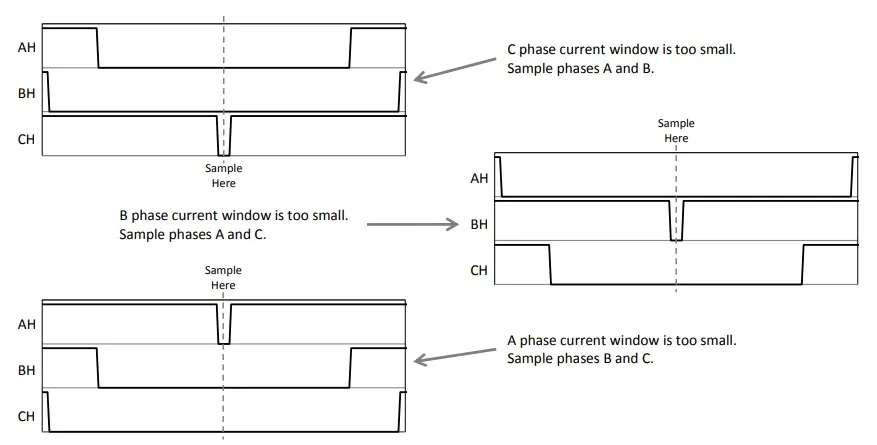 AH
BH
CH
Sample
Here
C phase current window is too small.
Sample phases A and B.
Sample
Here
AH
BH
CH
B phase current window is too small.
Sample phases A and C.
Sample
Here
AH
BH
CH
A phase current window is too small.
Sample phases B and C.